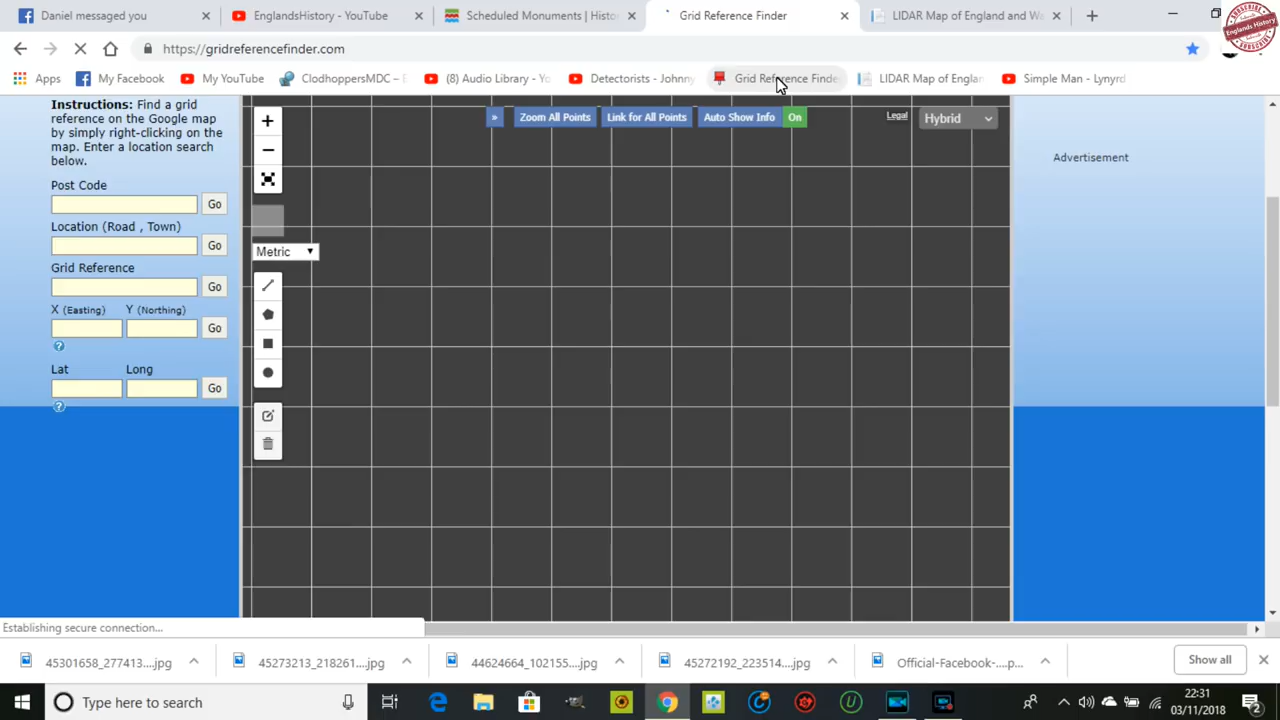 Daniel messaged you
EnglandsHistory - YouTube
Scheduled Monuments | Histo
Grid Reference Finder
LIDAR Map of England and Wa
https://gridreferencefinder.com
Englands History
SUBSCRIBE
Apps
My Facebook
My YouTube
ClodhoppersMDC – E
(8) Audio Library - Yo
Detectorists - Johnny
Grid Reference Finde
LIDAR Map of Englan
Simple Man - Lynyrd
Instructions: Find a grid
reference on the Google map
by simply right-clicking on the
map. Enter a location search
below.
Post Code
Go
Location (Road , Town)
Go
Grid Reference
Go
X (Easting) Y (Northing)
Go
?
Lat Long
Go
?
+
−
Metric
» Zoom All Points Link for All Points Auto Show Info On
Legal
Hybrid
Advertisement
Establishing secure connection...
45301658_277413....jpg
45273213_218261....jpg
44624664_102155....jpg
45272192_223514....jpg
Official-Facebook-....p...
Show all
Type here to search
22:31
03/11/2018
2